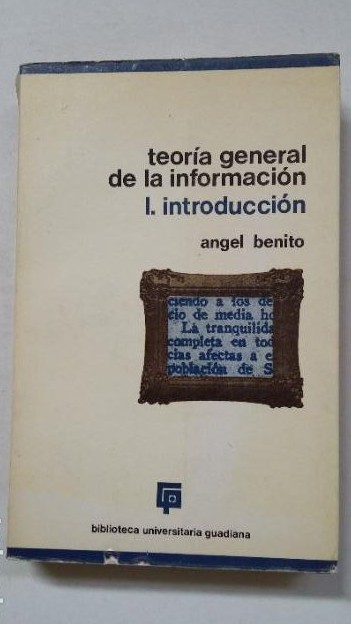 teoría general
de la información
I. introducción
angel benito
ciendo a los de
cio de media ho
La tranquilida
completa en tod
cias afectas a e
población de S
biblioteca universitaria guadiana